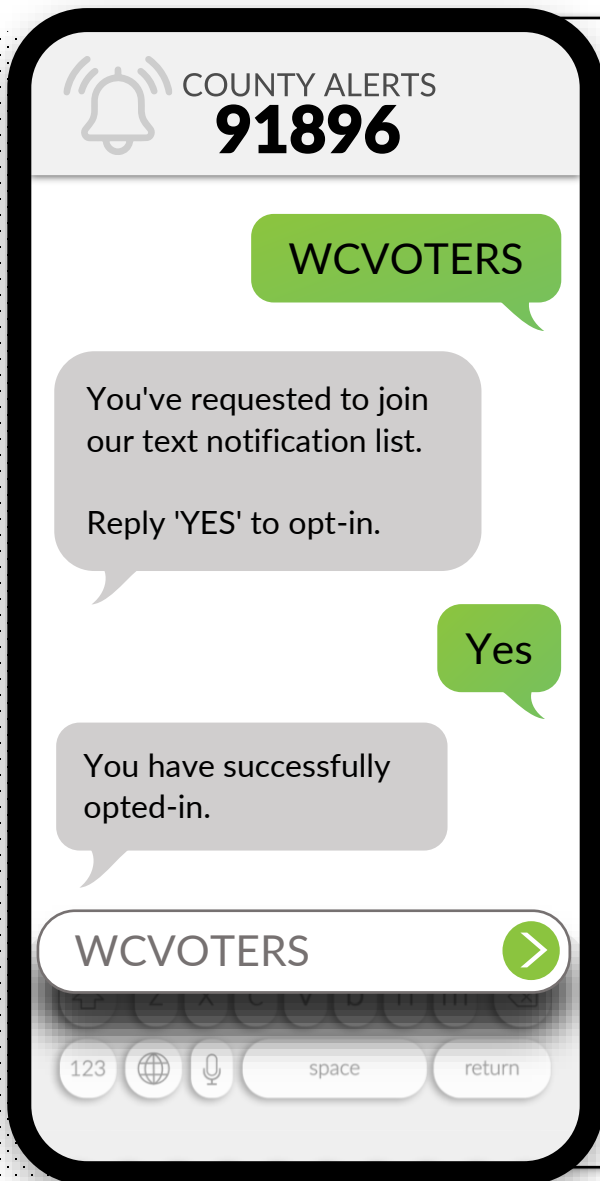 COUNTY ALERTS
91896
WCVOTERS
You've requested to join
our text notification list.
Reply 'YES' to opt-in.
Yes
You have successfully
opted-in.
WCVOTERS
Z X C V b n m
123 space return